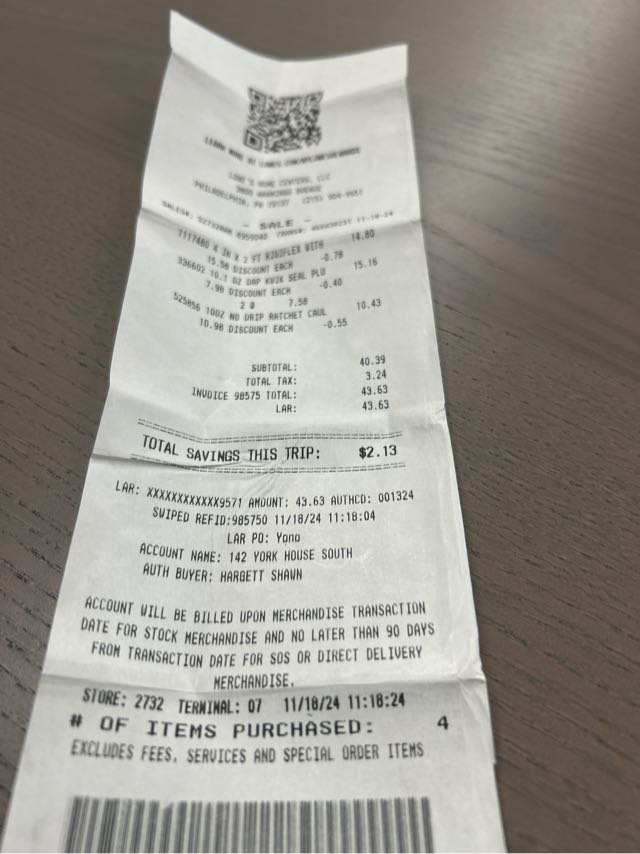 LOWE'S HOME CENTERS, LLC
PHILADELPHIA, PA
- SALE -
1117480 4 IN X 2 FT WITH 14.80
15.58 DISCOUNT EACH -0.78
336602 10.1 OZ DAP KWIK SEAL PLU 15.16
7.98 DISCOUNT EACH -0.40
2 @ 7.58
525856 10OZ NO DRIP RATCHET CAUL 10.43
10.98 DISCOUNT EACH -0.55
SUBTOTAL: 40.39
TOTAL TAX: 3.24
INVOICE 98575 TOTAL: 43.63
LAR: 43.63
TOTAL SAVINGS THIS TRIP: $2.13
LAR: XXXXXXXXXXXX9571 AMOUNT: 43.63 AUTHCD: 001324
SWIPED REFID:985750 11/18/24 11:18:04
LAR PO: Yono
ACCOUNT NAME: 142 YORK HOUSE SOUTH
AUTH BUYER: HARGETT SHAWN
ACCOUNT WILL BE BILLED UPON MERCHANDISE TRANSACTION
DATE FOR STOCK MERCHANDISE AND NO LATER THAN 90 DAYS
FROM TRANSACTION DATE FOR SOS OR DIRECT DELIVERY
MERCHANDISE.
STORE: 2732 TERMINAL: 07 11/18/24 11:18:24
# OF ITEMS PURCHASED: 4
EXCLUDES FEES, SERVICES AND SPECIAL ORDER ITEMS